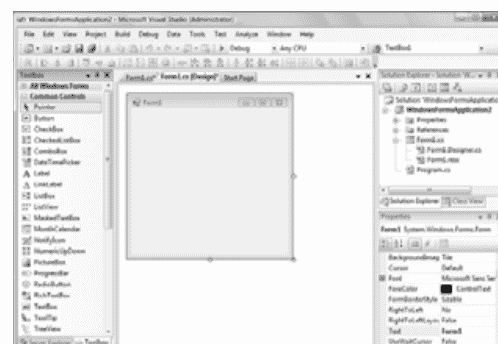 WindowsFormsApplication2 - Microsoft Visual Studio (Administrator)
File Edit View Project Build Debug Data Tools Test Analyze Window Help
Debug Any CPU TextBox1
Toolbox
All Windows Forms
Common Controls
Pointer
Button
CheckBox
CheckedListBox
ComboBox
DateTimePicker
Label
LinkLabel
ListBox
ListView
MaskedTextBox
MonthCalendar
NotifyIcon
NumericUpDown
PictureBox
ProgressBar
RadioButton
RichTextBox
TextBox
ToolTip
TreeView
Server Explorer Toolbox
Form1.cs* Form1.cs [Design]* Start Page
Form1
Solution Explorer - Solution 'W...
Solution 'WindowsFormsApplication
WindowsFormsApplication2
Properties
References
Form1.cs
Form1.Designer.cs
Form1.resx
Program.cs
Solution Explorer Class View
Properties
Form1 System.Windows.Forms.Form
BackgroundImag Tile
Cursor Default
Font Microsoft Sans Ser
ForeColor ControlText
FormBorderStyle Sizable
RightToLeft No
RightToLeftLayou False
Text Form1
UseWaitCursor False